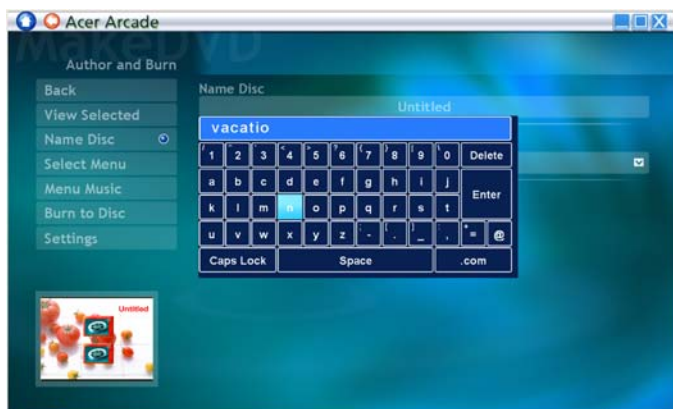 Acer Arcade
MakeDVD
Author and Burn
Back
View Selected
Name Disc
Select Menu
Menu Music
Burn to Disc
Settings
Untitled
Name Disc
Untitled
vacatio
1 2 3 4 5 6 7 8 9 0 Delete
a b c d e f g h i j
Enter
k l m n o p q r s t
u v w x y z - . _ , = @
Caps Lock Space .com